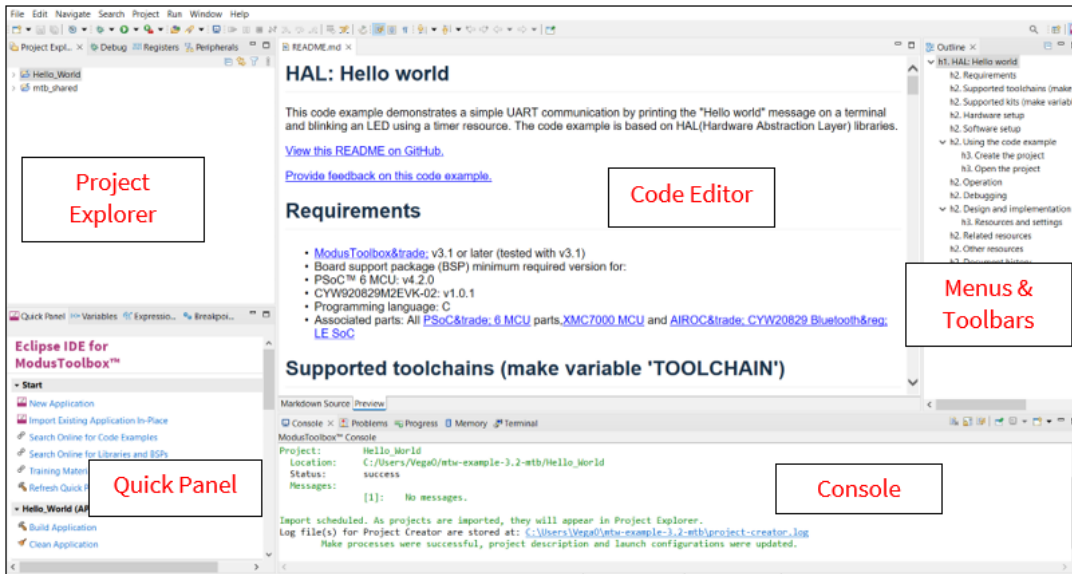 File Edit Navigate Search Project Run Window Help
Project Expl... Debug Registers Peripherals
Hello_World
mtb_shared
Project
Explorer
README.md
HAL: Hello world
This code example demonstrates a simple UART communication by printing the "Hello world" message on a terminal
and blinking an LED using a timer resource. The code example is based on HAL(Hardware Abstraction Layer) libraries.
View this README on GitHub.
Provide feedback on this code example.
Code Editor
Requirements
• ModusToolbox&trade; v3.1 or later (tested with v3.1)
• Board support package (BSP) minimum required version for:
• PSoC™ 6 MCU: v4.2.0
• CYW920829M2EVK-02: v1.0.1
• Programming language: C
• Associated parts: All PSoC&trade; 6 MCU parts,XMC7000 MCU and AIROC&trade; CYW20829 Bluetooth&reg;
LE SoC
Supported toolchains (make variable 'TOOLCHAIN')
Markdown Source Preview
Outline
h1. HAL: Hello world
h2. Requirements
h2. Supported toolchains (make
h2. Supported kits (make variabl
h2. Hardware setup
h2. Software setup
h2. Using the code example
h3. Create the project
h3. Open the project
h2. Operation
h2. Debugging
h2. Design and implementation
h3. Resources and settings
h2. Related resources
h2. Other resources
Menus &
Toolbars
Quick Panel Variables Expressio... Breakpoi...
Eclipse IDE for
ModusToolbox™
Start
New Application
Import Existing Application In-Place
Search Online for Code Examples
Search Online for Libraries and BSPs
Training Materi
Refresh Quick P
Hello_World (AP
Build Application
Clean Application
Quick Panel
Console Problems Progress Memory Terminal
ModusToolbox™ Console
Project: Hello_World
Location: C:/Users/VegaO/mtw-example-3.2-mtb/Hello_World
Status: success
Messages:
[1]: No messages.
Import scheduled. As projects are imported, they will appear in Project Explorer.
Log file(s) for Project Creator are stored at: C:\Users\VegaO\mtw-example-3.2-mtb\project-creator.log
Make processes were successful, project description and launch configurations were updated.
Console